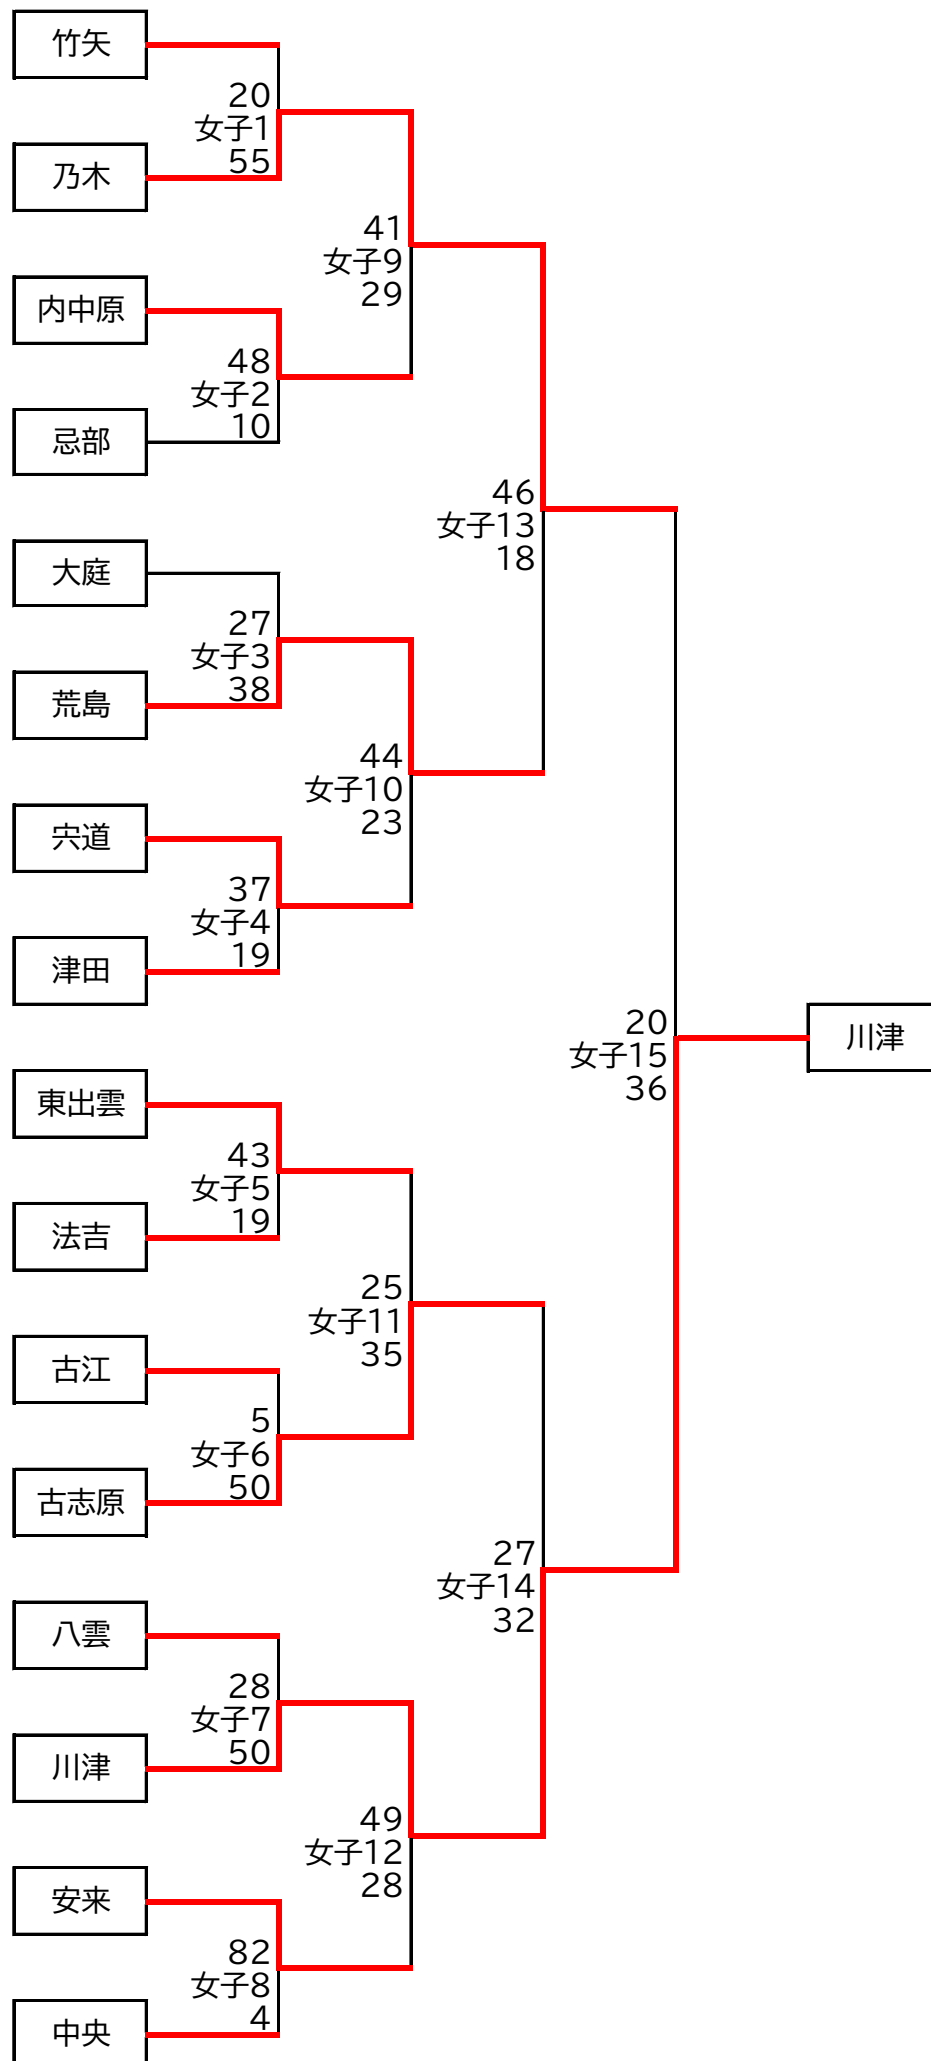 竹矢
20
女子1
55
乃木
41
女子9
29
内中原
48
女子2
10
忌部
46
女子13
18
大庭
27
女子3
38
荒島
44
女子10
23
宍道
37
女子4
19
津田
20
女子15
36
川津
東出雲
43
女子5
19
法吉
25
女子11
35
古江
5
女子6
50
古志原
27
女子14
32
八雲
28
女子7
50
川津
49
女子12
28
安来
82
女子8
4
中央